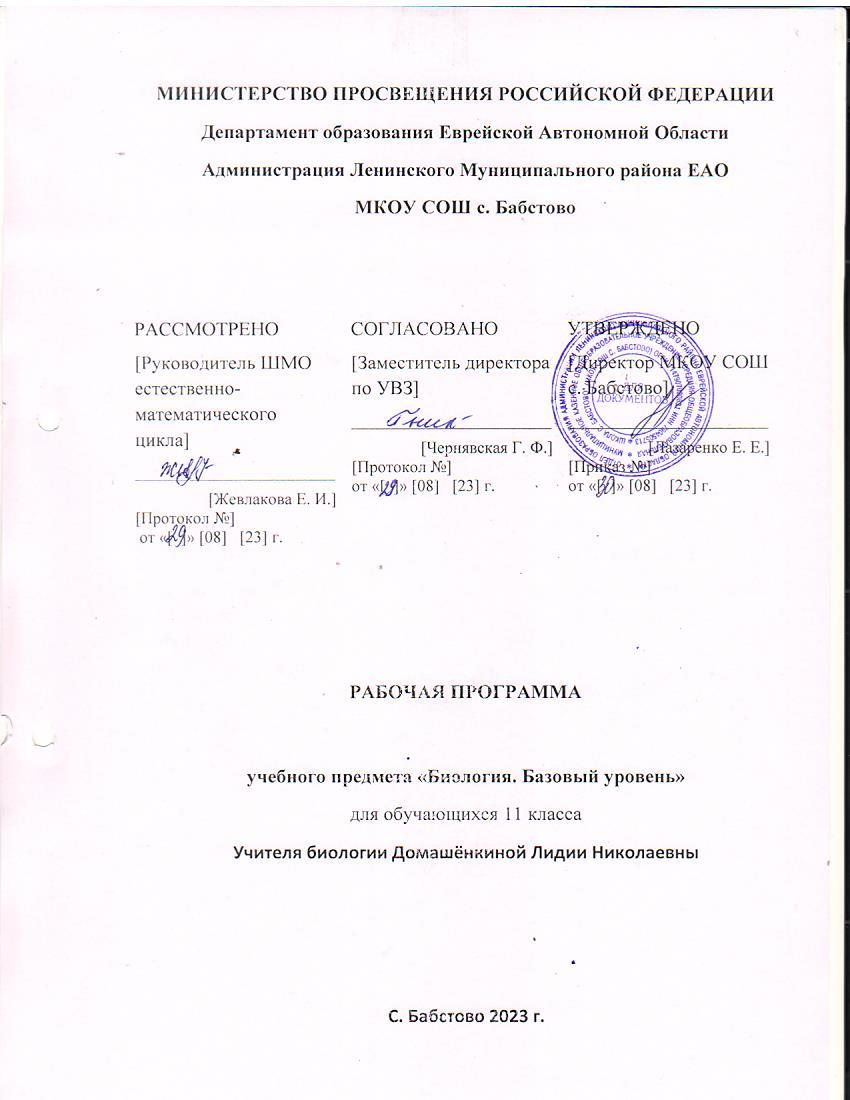 МИНИСТЕРСТВО ПРОСВЕЩЕНИЯ РОССИЙСКОЙ ФЕДЕРАЦИИ
Департамент образования Еврейской Автономной Области
Администрация Ленинского Муниципального района ЕАО
МКОУ СОШ с. Бабстово
РАССМОТРЕНО
[Руководитель ШМО
естественно-
математического
цикла]
[Жевлакова Е. И.]
[Протокол №]
от «29» [08] [23] г.
СОГЛАСОВАНО
[Заместитель директора
по УВЗ]
[Чернявская Г. Ф.]
[Протокол №]
от «29» [08] [23] г.
УТВЕРЖДЕНО
[Директор МКОУ СОШ
с. Бабстово]
ДОКУМЕНТОВ
[Лазаренко Е. Е.]
[Приказ №]
от «30» [08] [23] г.
РАБОЧАЯ ПРОГРАММА
учебного предмета «Биология. Базовый уровень»
для обучающихся 11 класса
Учителя биологии Домашёнкиной Лидии Николаевны
С. Бабстово 2023 г.